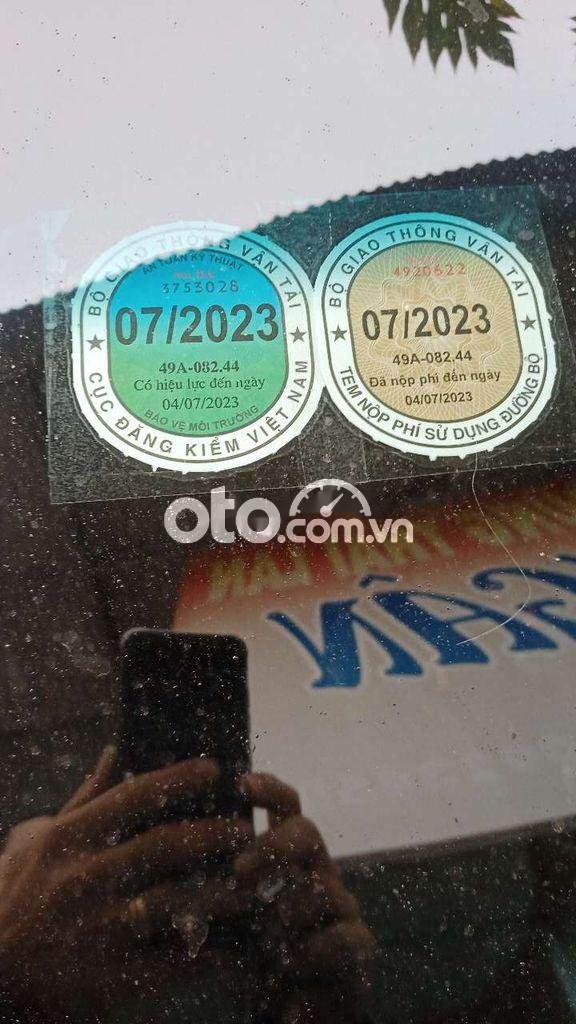 BỘ GIAO THÔNG VẬN TẢI
AN TOÀN KỸ THUẬT
3753028
07/2023
49A-082.44
Có hiệu lực đến ngày
04/07/2023
BẢO VỆ MÔI TRƯỜNG
CỤC ĐĂNG KIỂM VIỆT NAM
BỘ GIAO THÔNG VẬN TẢI
4920622
07/2023
49A-082.44
Đã nộp phí đến ngày
04/07/2023
TEM NỘP PHÍ SỬ DỤNG ĐƯỜNG BỘ
oto.com.vn
THÁI LAN